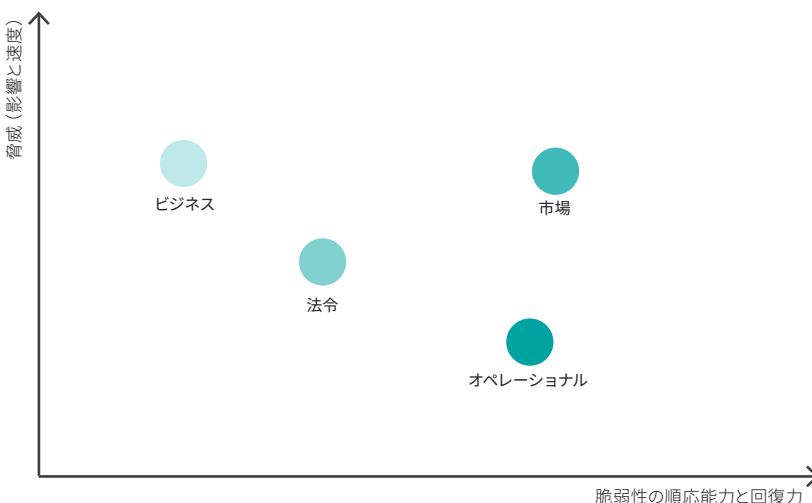 脅威（影響と速度）
ビジネス
市場
法令
オペレーショナル
脆弱性の順応能力と回復力